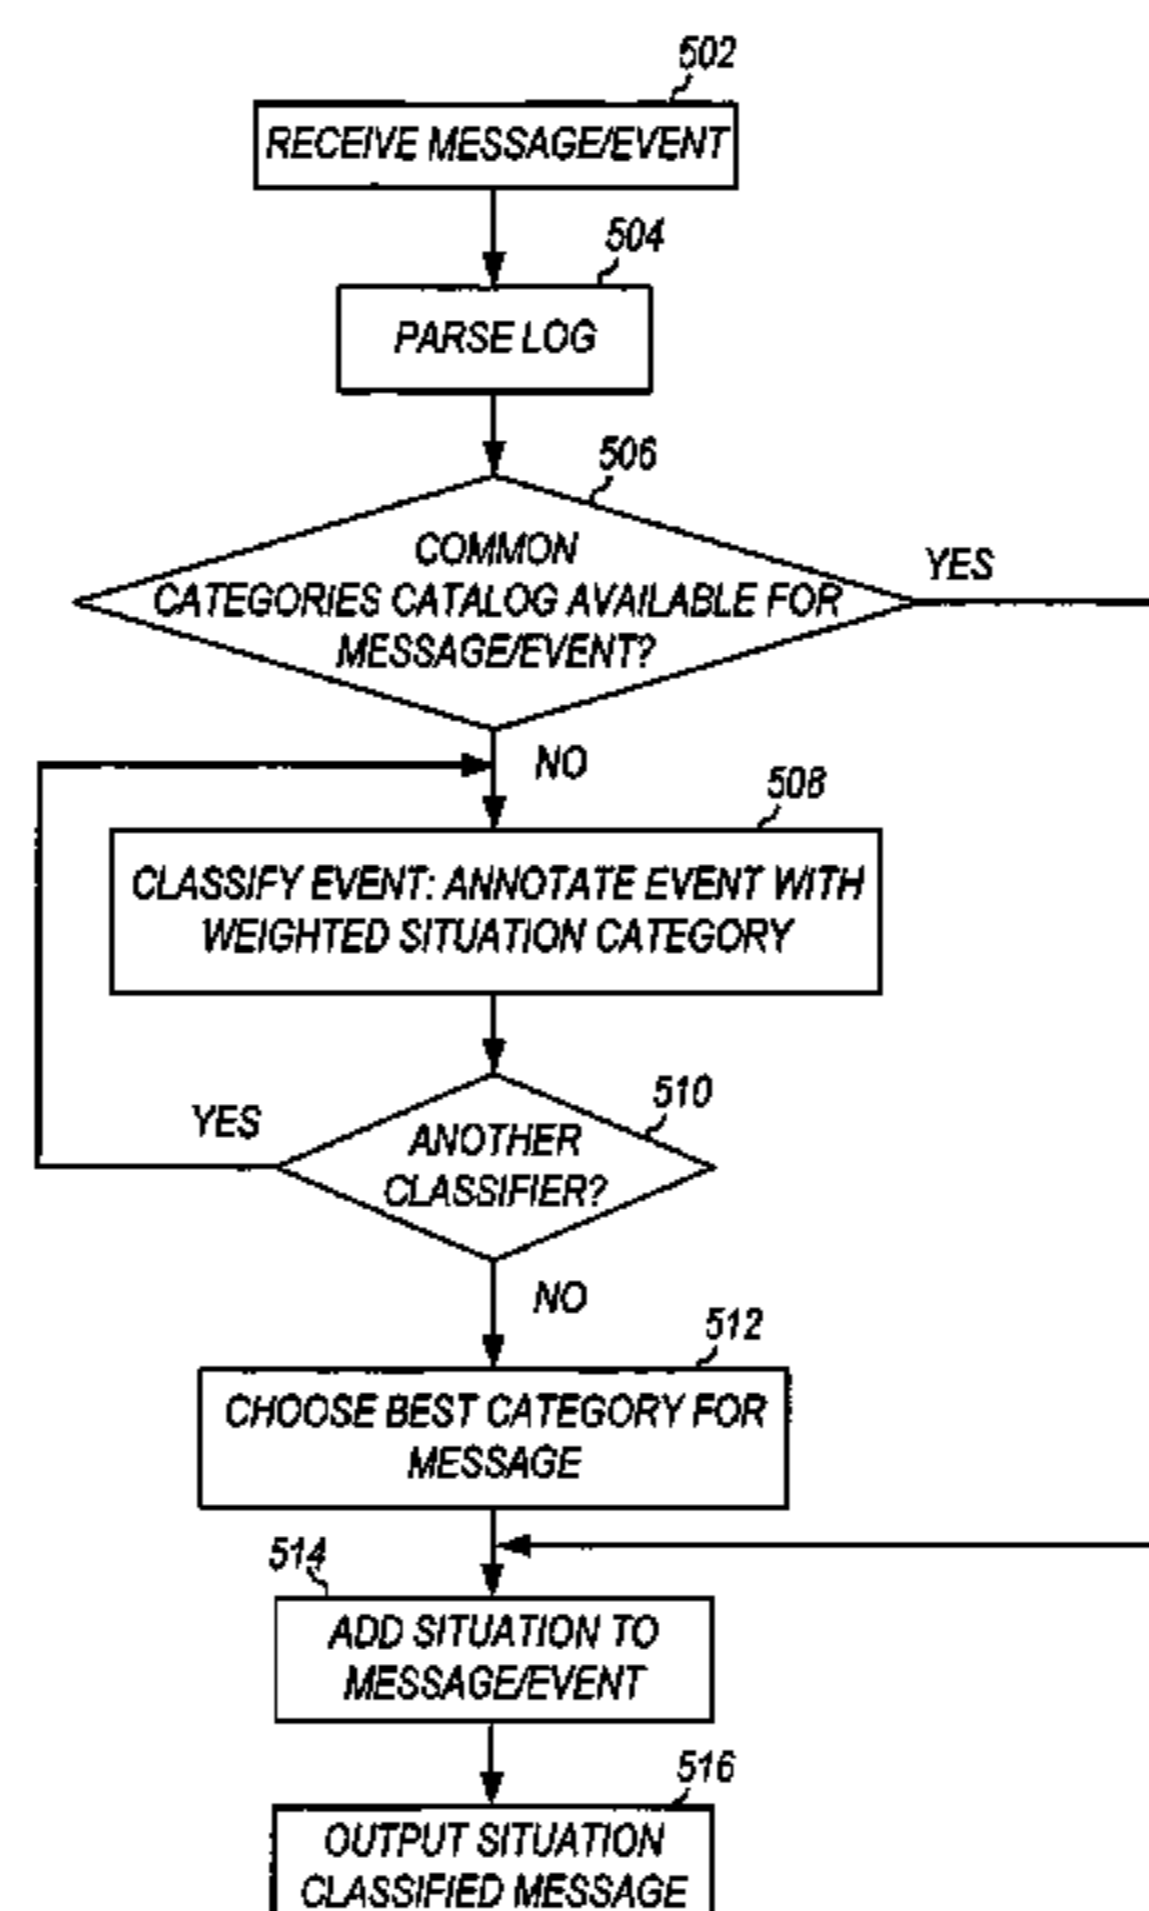 502
RECEIVE MESSAGE/EVENT
504
PARSE LOG
506
COMMON
CATEGORIES CATALOG AVAILABLE FOR
MESSAGE/EVENT?
YES
NO
508
CLASSIFY EVENT: ANNOTATE EVENT WITH
WEIGHTED SITUATION CATEGORY
510
YES
ANOTHER
CLASSIFIER?
NO
512
CHOOSE BEST CATEGORY FOR
MESSAGE
514
ADD SITUATION TO
MESSAGE/EVENT
516
OUTPUT SITUATION
CLASSIFIED MESSAGE